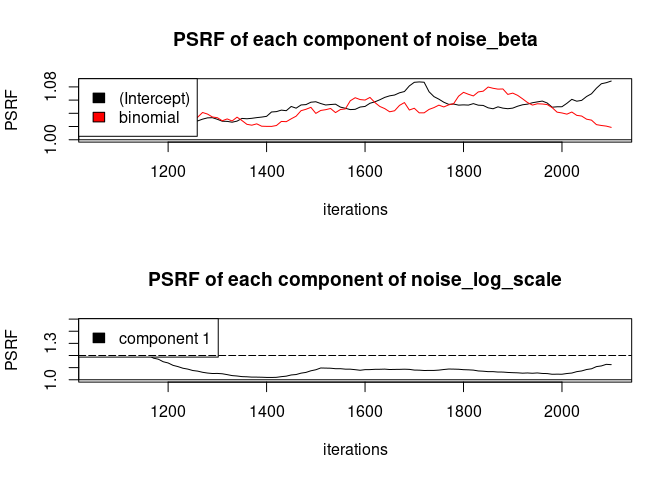 PSRF of each component of noise_beta
PSRF
1.00 1.08
(Intercept)
binomial
1200 1400 1600 1800 2000
iterations
PSRF of each component of noise_log_scale
PSRF
1.0 1.3
component 1
1200 1400 1600 1800 2000
iterations